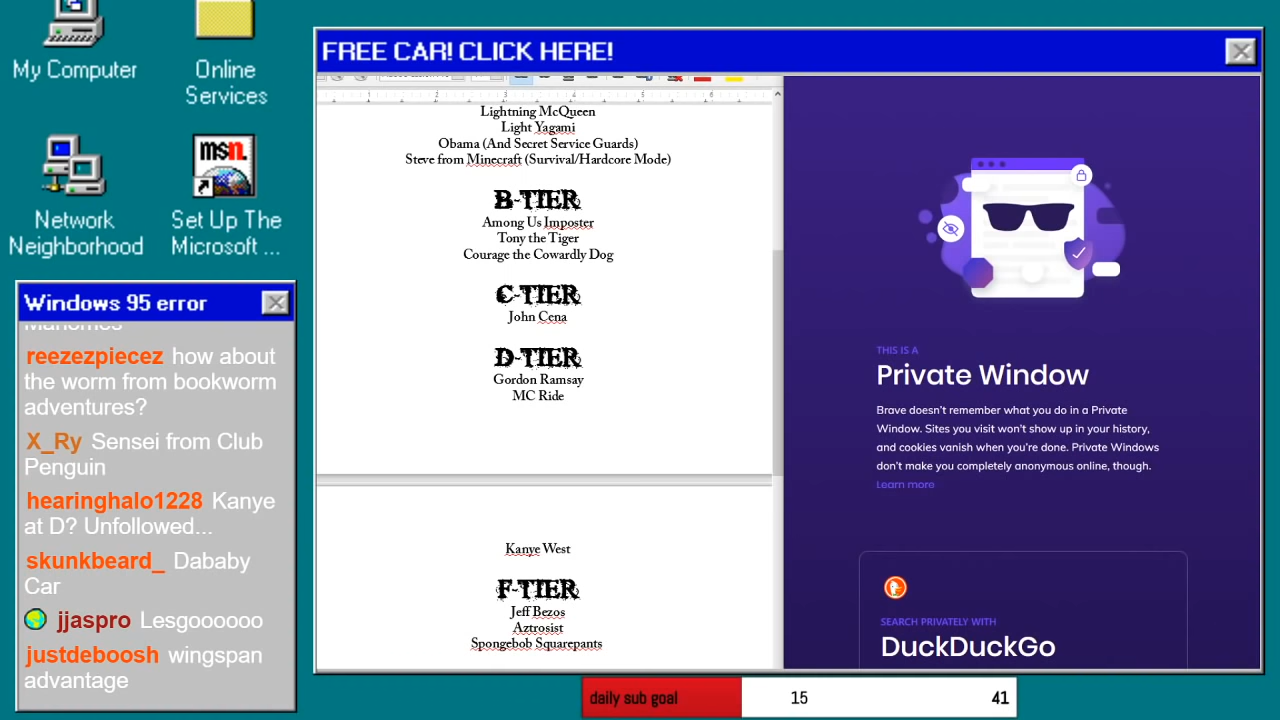 My Computer
Online
Services
Network
Neighborhood
msn.
Set Up The
Microsoft ...
Windows 95 error
reezezpiecez how about
the worm from bookworm
adventures?
X_Ry Sensei from Club
Penguin
hearinghalo1228 Kanye
at D? Unfollowed...
skunkbeard_ Dababy
Car
jjaspro Lesgoooooo
justdeboosh wingspan
advantage
FREE CAR! CLICK HERE!
1 2 3 4 5 6
Lightning McQueen
Light Yagami
Obama (And Secret Service Guards)
Steve from Minecraft (Survival/Hardcore Mode)
B-TIER
Among Us Imposter
Tony the Tiger
Courage the Cowardly Dog
C-TIER
John Cena
D-TIER
Gordon Ramsay
MC Ride
Kanye West
F-TIER
Jeff Bezos
Aztrosist
Spongebob Squarepants
THIS IS A
Private Window
Brave doesn't remember what you do in a Private
Window. Sites you visit won't show up in your history,
and cookies vanish when you're done. Private Windows
don't make you completely anonymous online, though.
Learn more
SEARCH PRIVATELY WITH
DuckDuckGo
daily sub goal 15 41